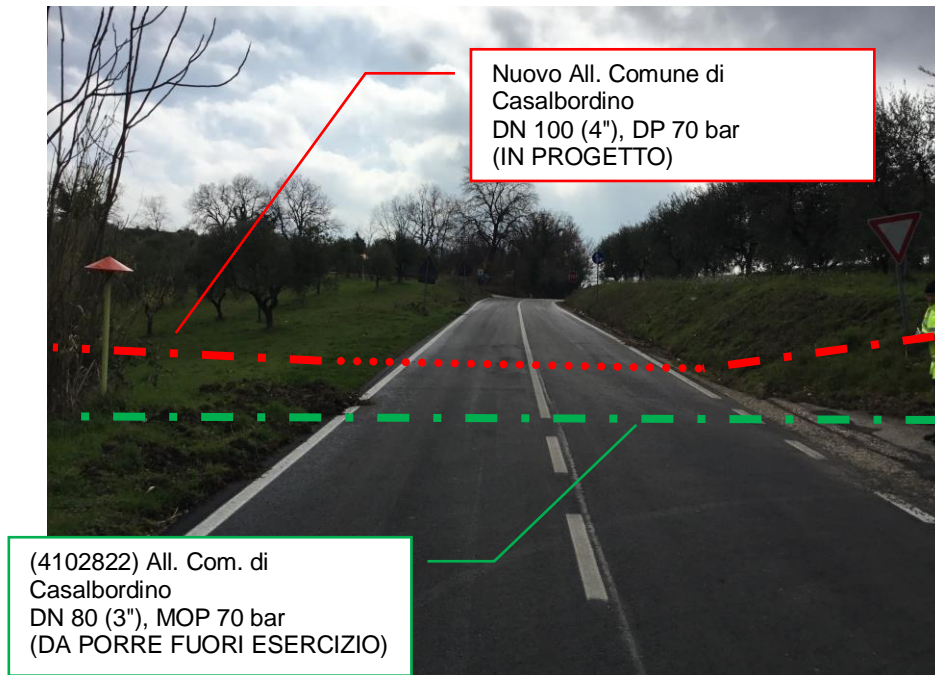 Nuovo All. Comune di
Casalbordino
DN 100 (4"), DP 70 bar
(IN PROGETTO)
(4102822) All. Com. di
Casalbordino
DN 80 (3"), MOP 70 bar
(DA PORRE FUORI ESERCIZIO)